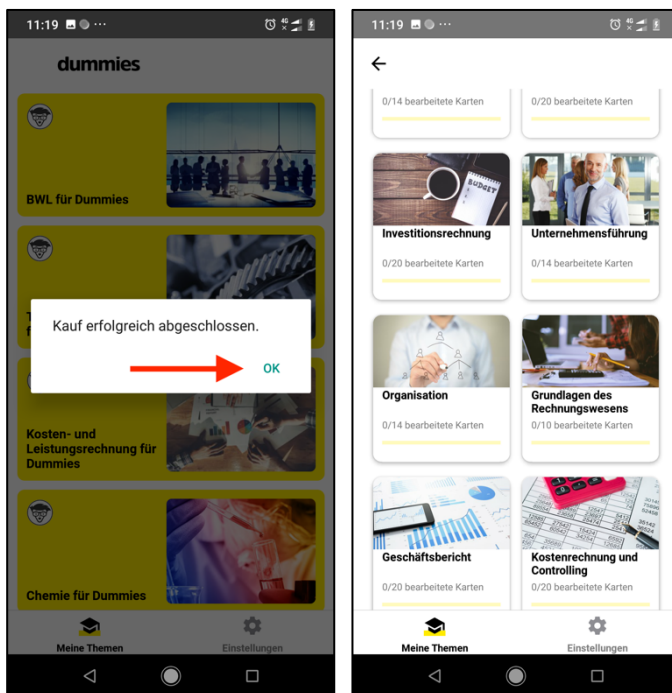 11:19
4G
dummies
BWL für Dummies
Kauf erfolgreich abgeschlossen.
OK
Kosten- und
Leistungsrechnung für
Dummies
Chemie für Dummies
Meine Themen
Einstellungen
11:19
4G
0/14 bearbeitete Karten
0/20 bearbeitete Karten
BUDGET
Investitionsrechnung
Unternehmensführung
0/20 bearbeitete Karten
0/14 bearbeitete Karten
Organisation
Grundlagen des
Rechnungswesens
0/14 bearbeitete Karten
0/10 bearbeitete Karten
Geschäftsbericht
Kostenrechnung und
Controlling
0/20 bearbeitete Karten
0/20 bearbeitete Karten
Meine Themen
Einstellungen